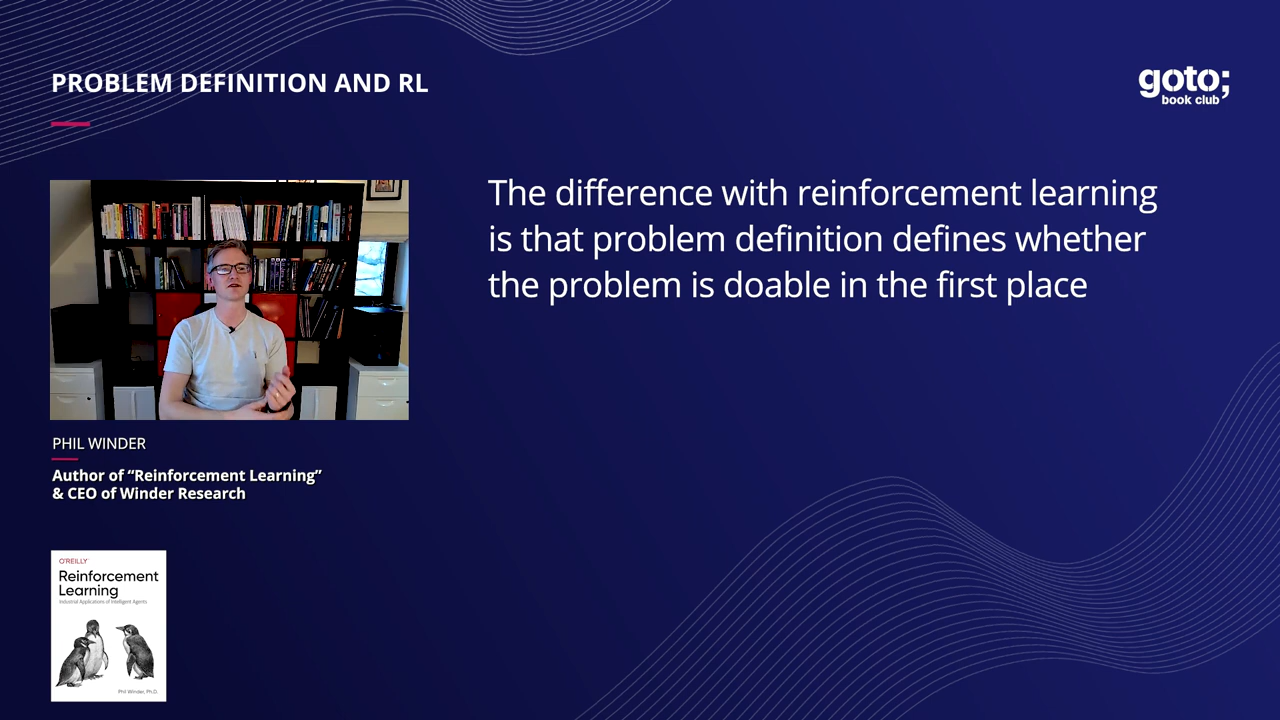 PROBLEM DEFINITION AND RL
goto;
book club
The difference with reinforcement learning
is that problem definition defines whether
the problem is doable in the first place
PHIL WINDER
Author of “Reinforcement Learning”
& CEO of Winder Research
O'REILLY
Reinforcement
Learning
Industrial Applications of Intelligent Agents
Phil Winder, Ph.D.